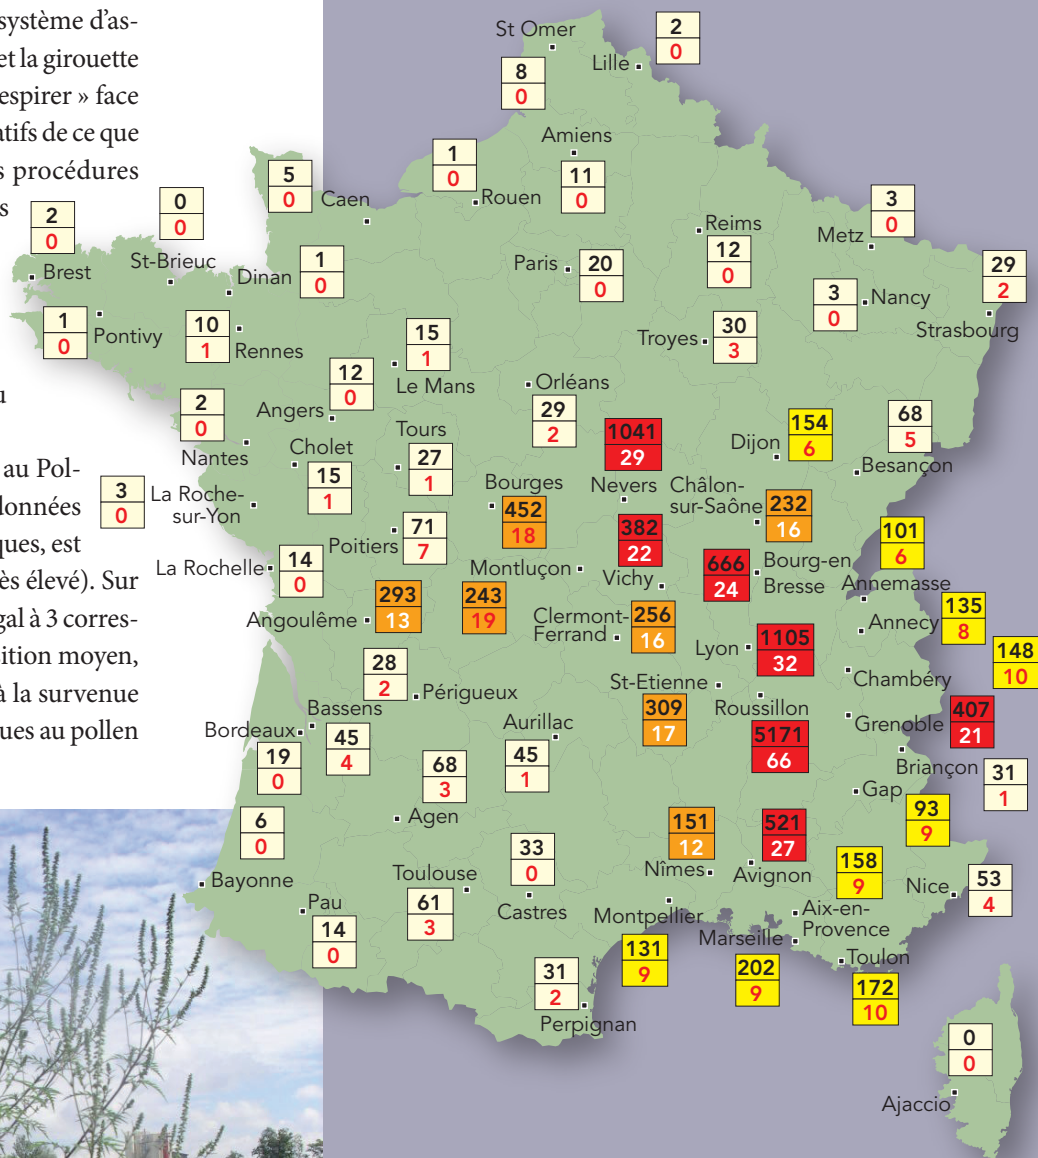 système d'as-
et la girouette
espirer » face
atifs de ce que
s procédures
s
u
au Pol-
données
ques, est
ès élevé). Sur
gal à 3 corres-
sition moyen,
à la survenue
ques au pollen
St Omer
8
0
Lille
2
0
Amiens
11
0
Rouen
1
0
Caen
5
0
Brest
2
0
St-Brieuc
0
0
Dinan
1
0
Pontivy
1
0
Rennes
10
1
Paris
20
0
Reims
12
0
Metz
3
0
Nancy
3
0
Strasbourg
29
2
Troyes
30
3
Le Mans
15
1
Angers
12
0
Orléans
29
2
Nantes
2
0
Cholet
15
1
Tours
27
1
Bourges
452
18
Nevers
1041
29
Dijon
154
6
Besançon
68
5
Châlon-
sur-Saône
232
16
La Roche-
sur-Yon
3
0
Poitiers
71
7
La Rochelle
14
0
Angoulême
293
13
Montluçon
243
19
Vichy
382
22
Bourg-en
Bresse
666
24
Annemasse
101
6
Annecy
135
8
Chambéry
148
10
Clermont-
Ferrand
256
16
Lyon
1105
32
St-Etienne
309
17
Roussillon
5171
66
Grenoble
407
21
Briançon
31
1
Périgueux
28
2
Bassens
45
4
Bordeaux
19
0
Aurillac
45
1
Agen
68
3
Gap
93
9
Bayonne
6
0
Pau
14
0
Toulouse
61
3
Castres
33
0
Nîmes
151
12
Avignon
521
27
Montpellier
131
9
Aix-en-
Provence
158
9
Marseille
202
9
Toulon
172
10
Nice
53
4
Perpignan
31
2
Ajaccio
0
0